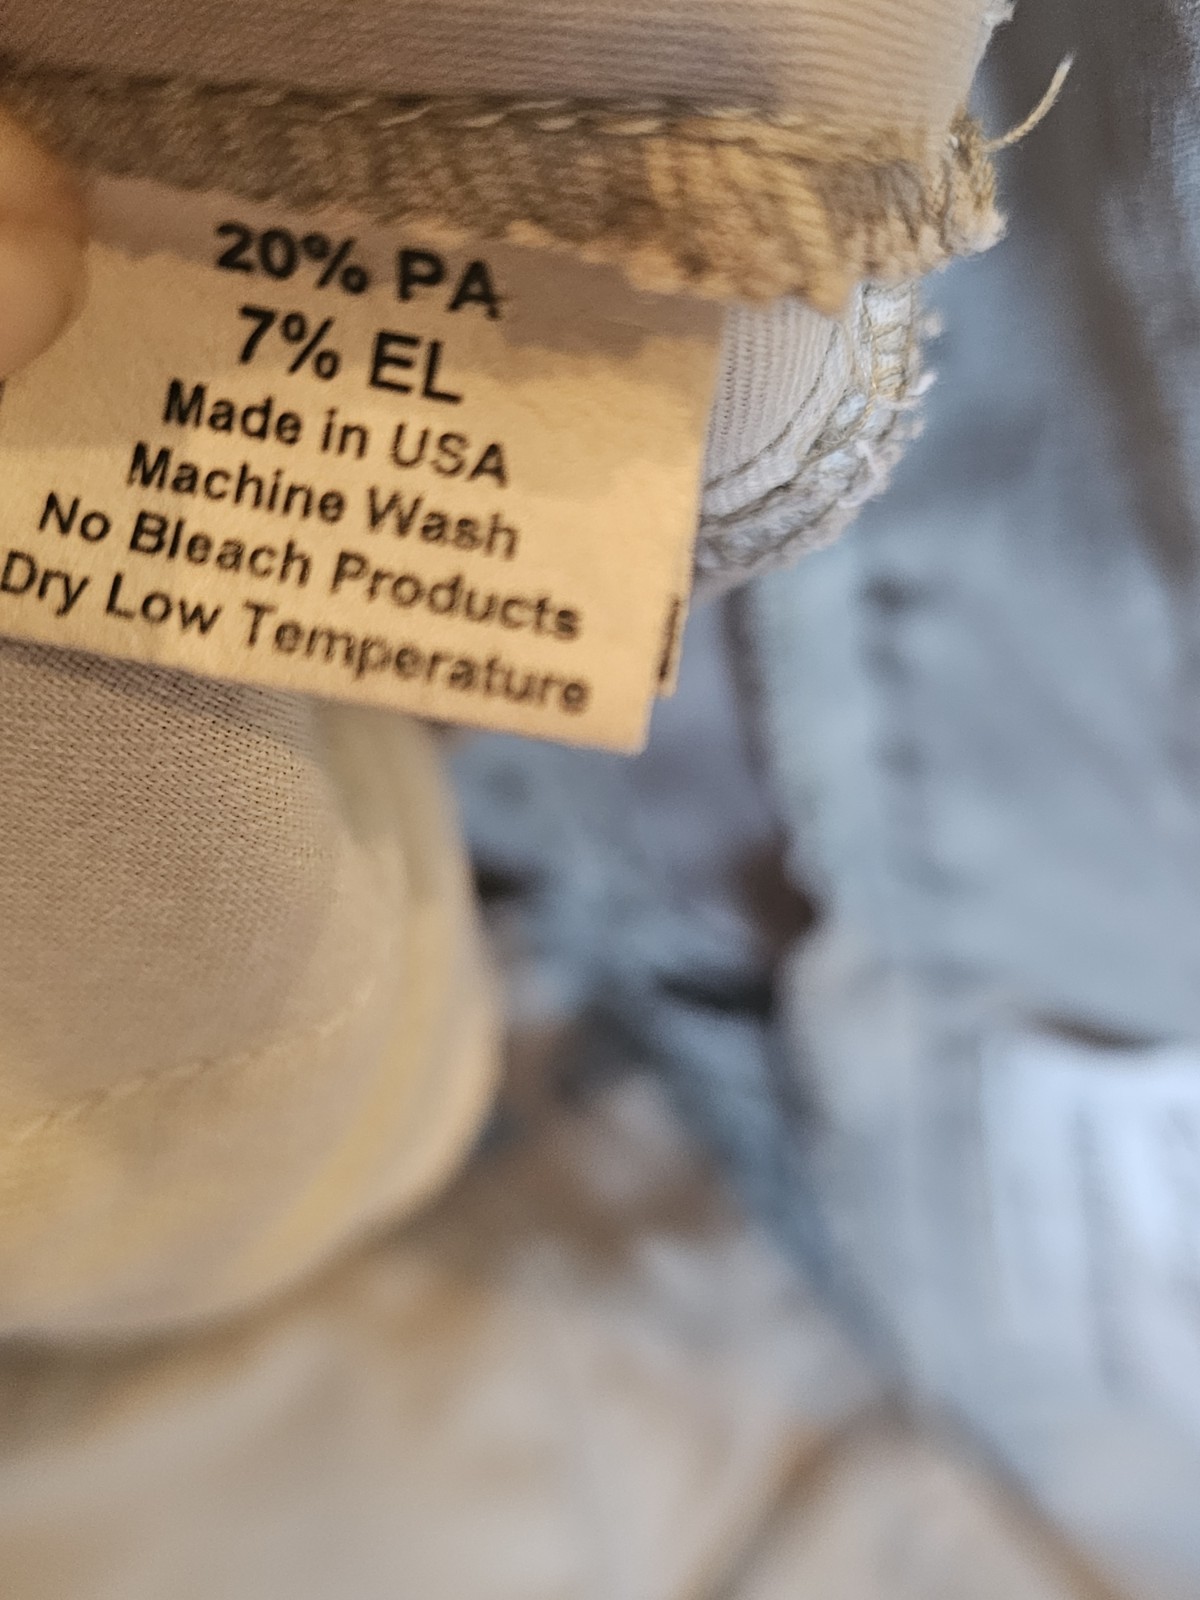 20% PA
7% EL
Made in USA
Machine Wash
No Bleach Products
Dry Low Temperature